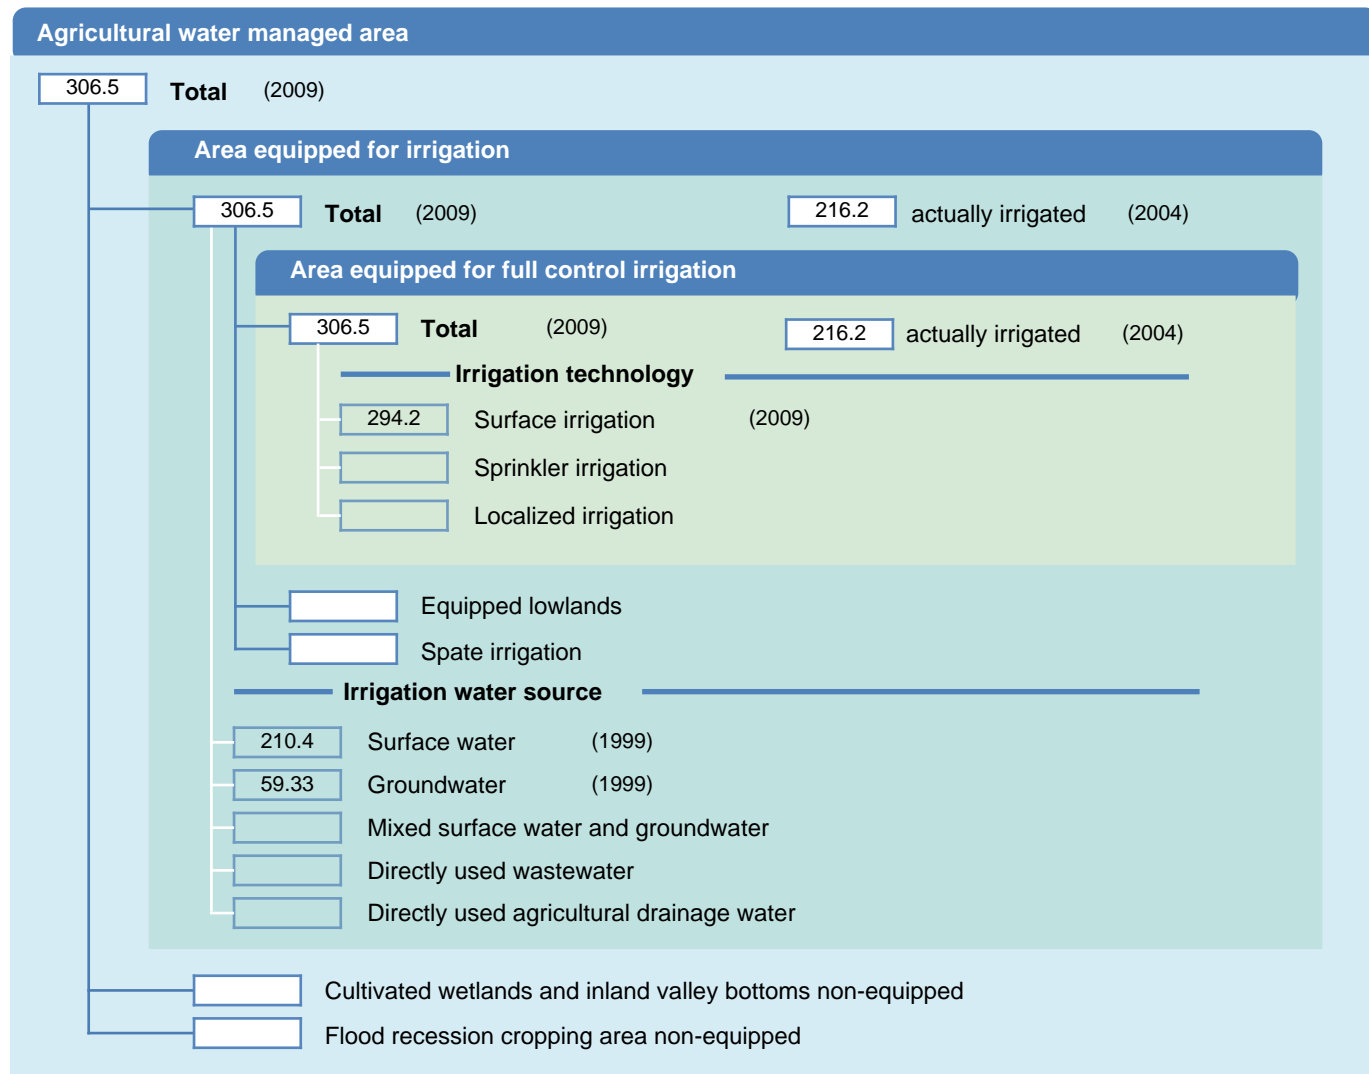 Agricultural water managed area
306.5 Total (2009)
Area equipped for irrigation
306.5 Total (2009) 216.2 actually irrigated (2004)
Area equipped for full control irrigation
306.5 Total (2009) 216.2 actually irrigated (2004)
Irrigation technology
294.2 Surface irrigation (2009)
Sprinkler irrigation
Localized irrigation
Equipped lowlands
Spate irrigation
Irrigation water source
210.4 Surface water (1999)
59.33 Groundwater (1999)
Mixed surface water and groundwater
Directly used wastewater
Directly used agricultural drainage water
Cultivated wetlands and inland valley bottoms non-equipped
Flood recession cropping area non-equipped